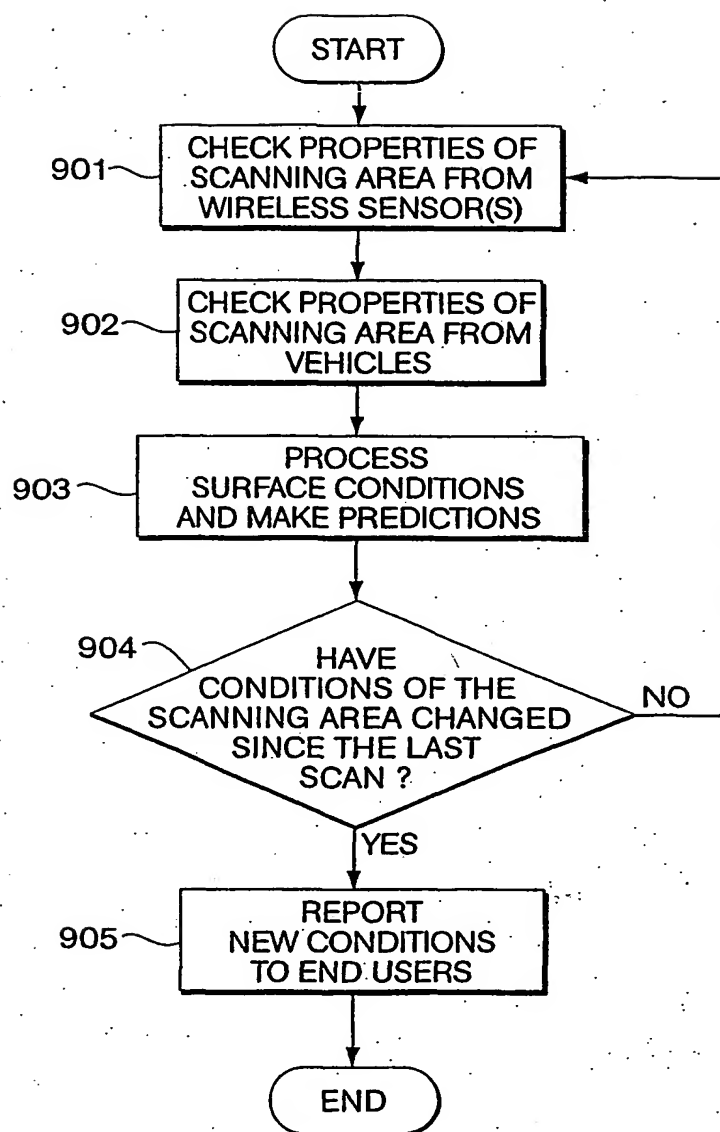 START
901
CHECK PROPERTIES OF
SCANNING AREA FROM
WIRELESS SENSOR(S)
902
CHECK PROPERTIES OF
SCANNING AREA FROM
VEHICLES
903
PROCESS
SURFACE CONDITIONS
AND MAKE PREDICTIONS
904
HAVE
CONDITIONS OF THE
SCANNING AREA CHANGED
SINCE THE LAST
SCAN ?
NO
YES
905
REPORT
NEW CONDITIONS
TO END USERS
END